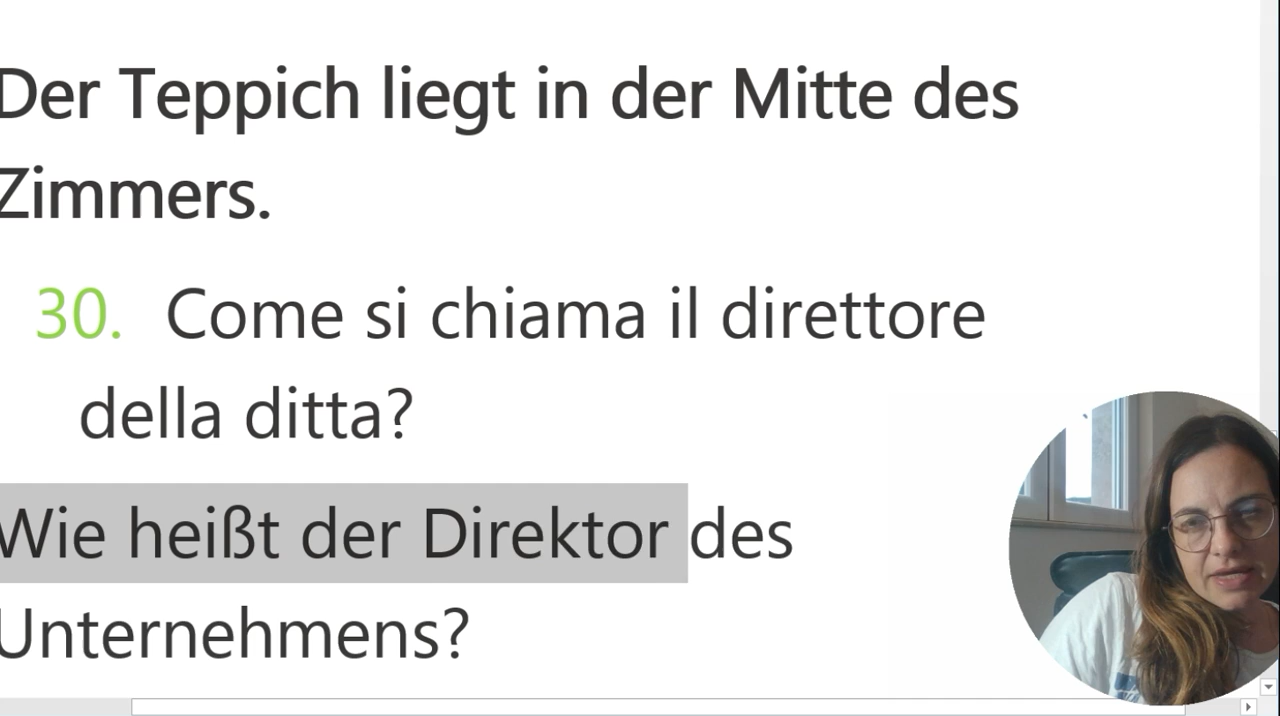 Der Teppich liegt in der Mitte des
Zimmers.
30. Come si chiama il direttore
della ditta?
Wie heißt der Direktor des
Unternehmens?